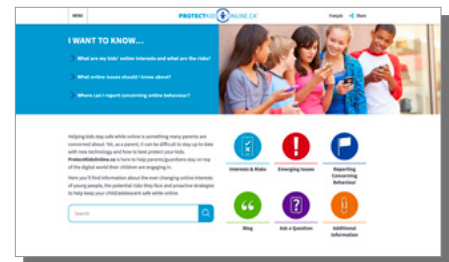 MENU
PROTECTKIDSONLINE.CA
Français
Share
I WANT TO KNOW...
What are my kids' online interests and what are the risks?
What online issues should I know about?
Where can I report concerning online behaviour?
Helping kids stay safe while online is something many parents are
concerned about. Yet, as a parent, it can be difficult to stay up to date
with new technology and how to best protect your kids.
ProtectKidsOnline.ca is here to help parents/guardians stay on top
of the digital world their children are engaging in.
Here you'll find information about the ever-changing online interests
of young people, the potential risks they face and proactive strategies
to help keep your child/adolescent safe while online.
Search
Interests & Risks
Emerging Issues
Reporting
Concerning
Behaviour
Blog
Ask a Question
Additional
Information